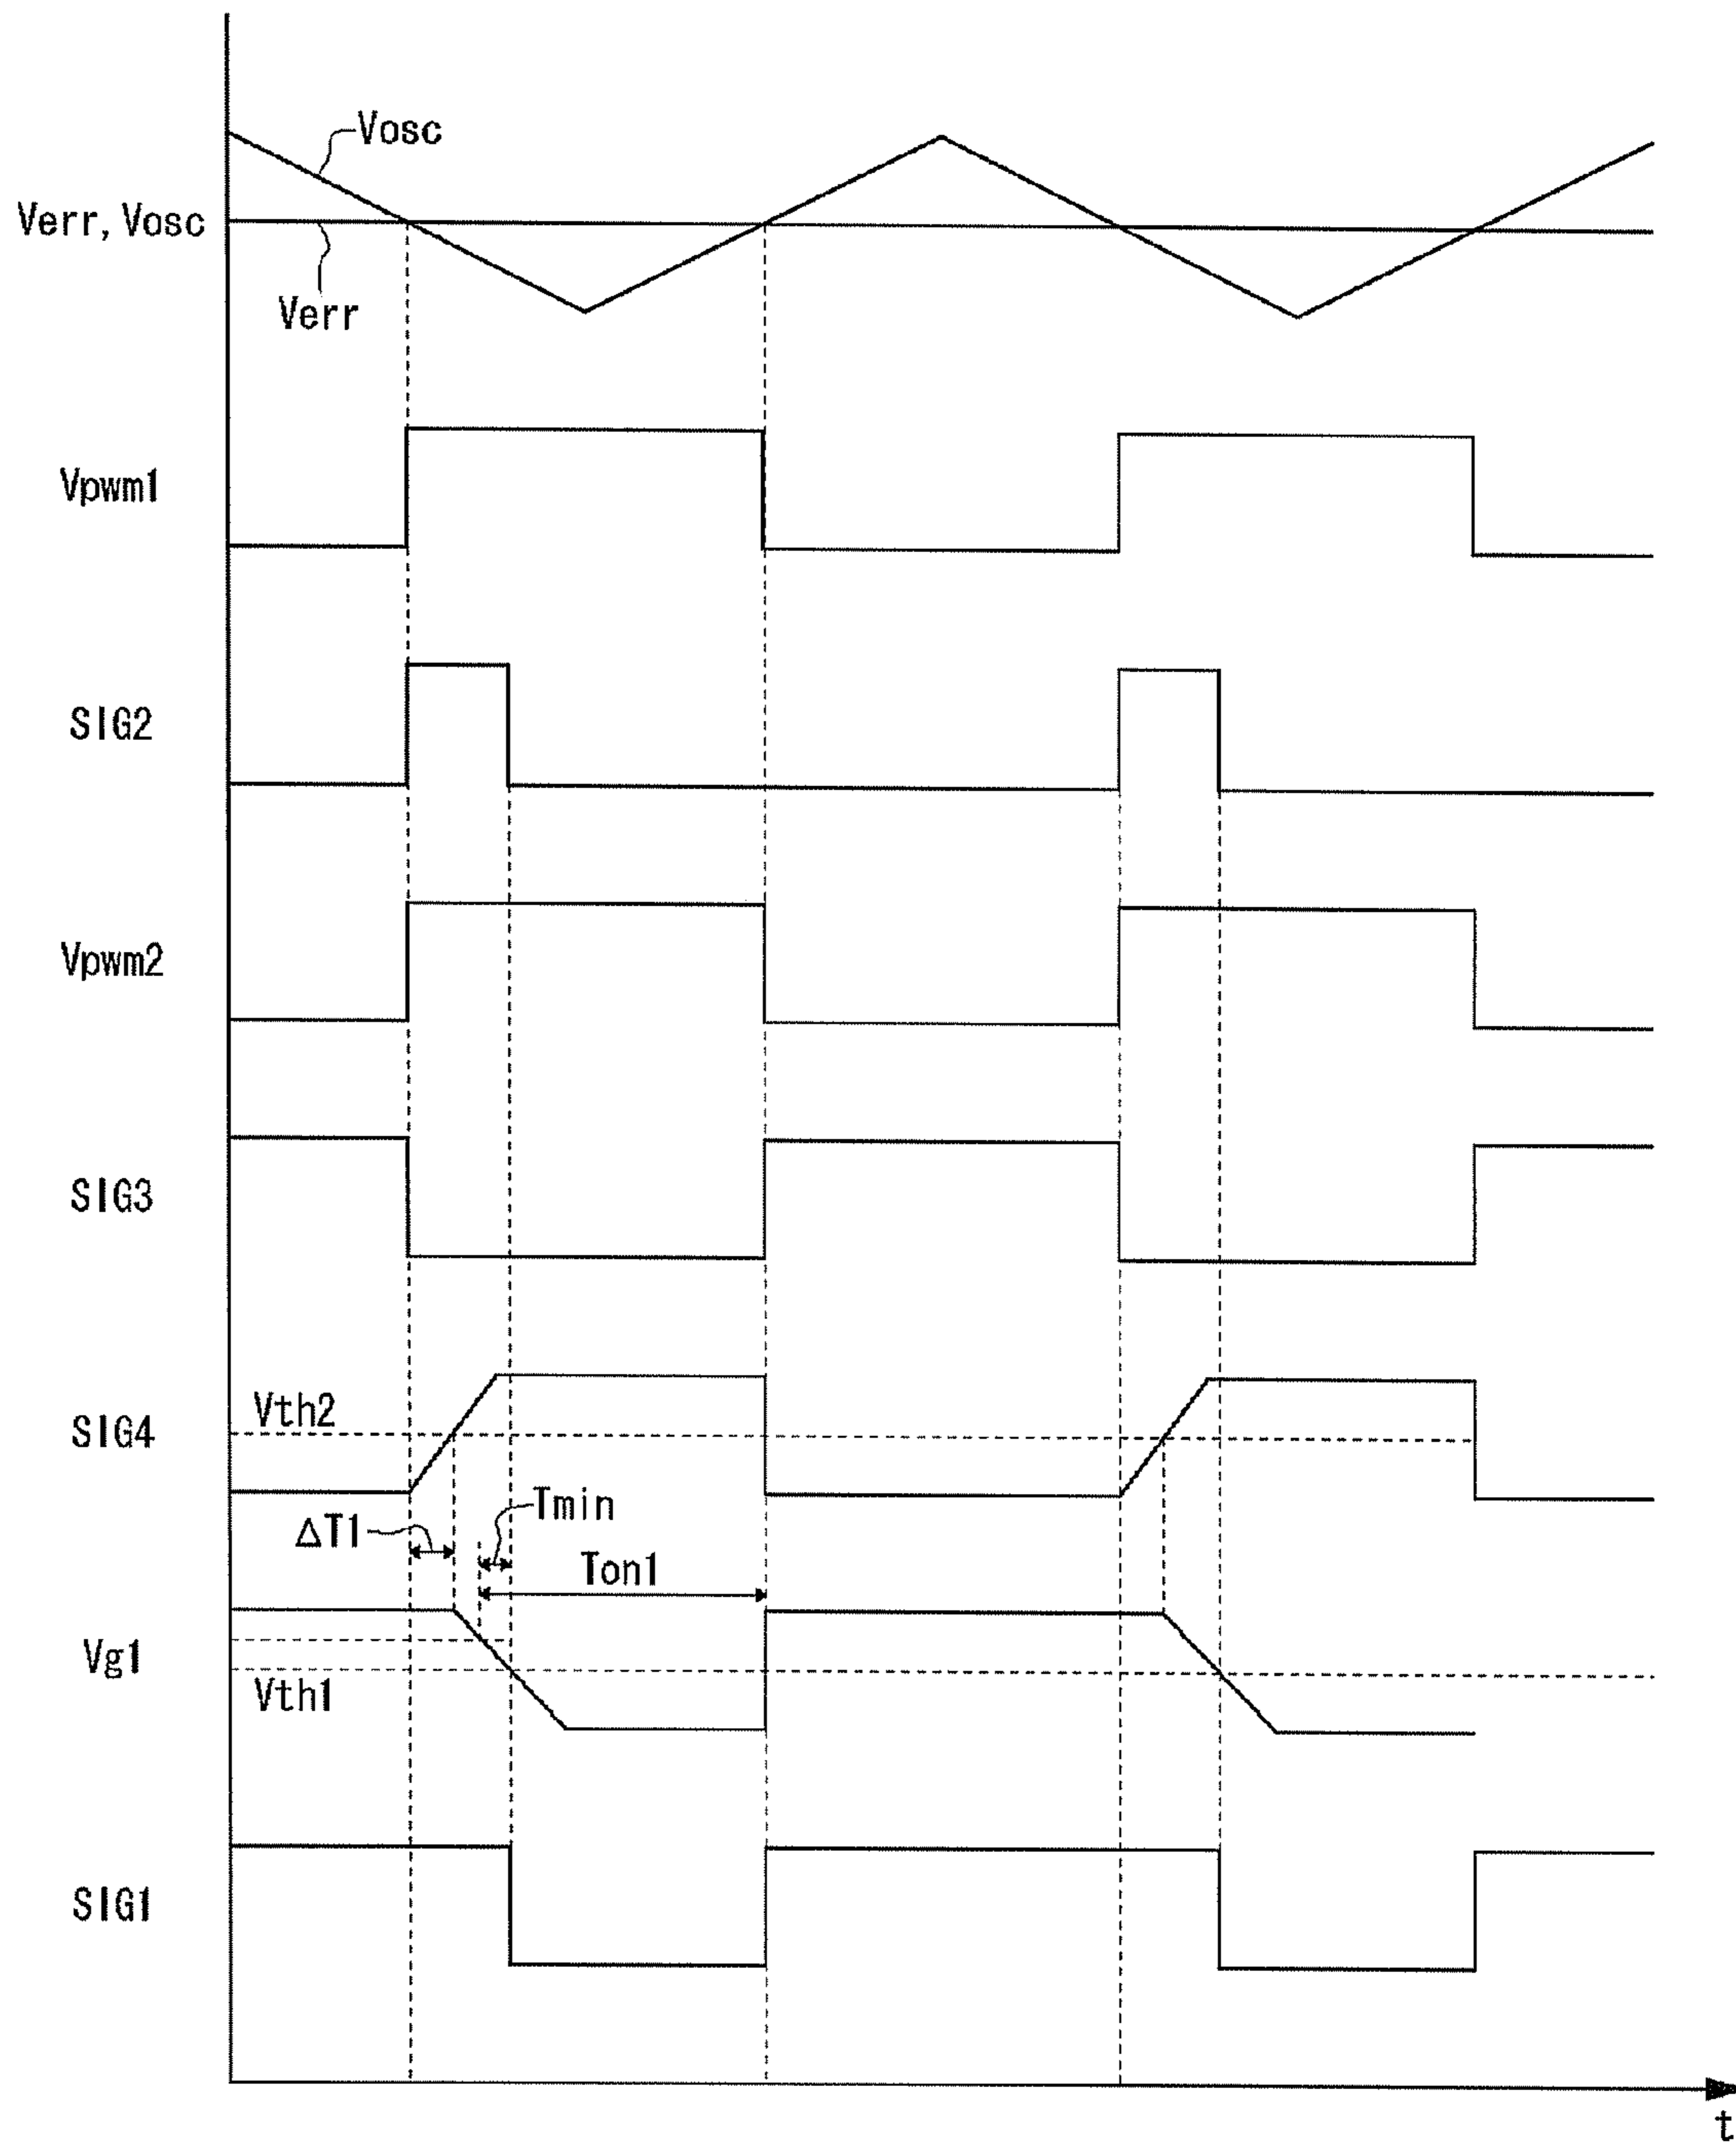 Vosc
Verr, Vosc
Verr
Vpwm1
SIG2
Vpwm2
SIG3
Vth2
SIG4
Tmin
ΔT1
Ton1
Vg1
Vth1
SIG1
t